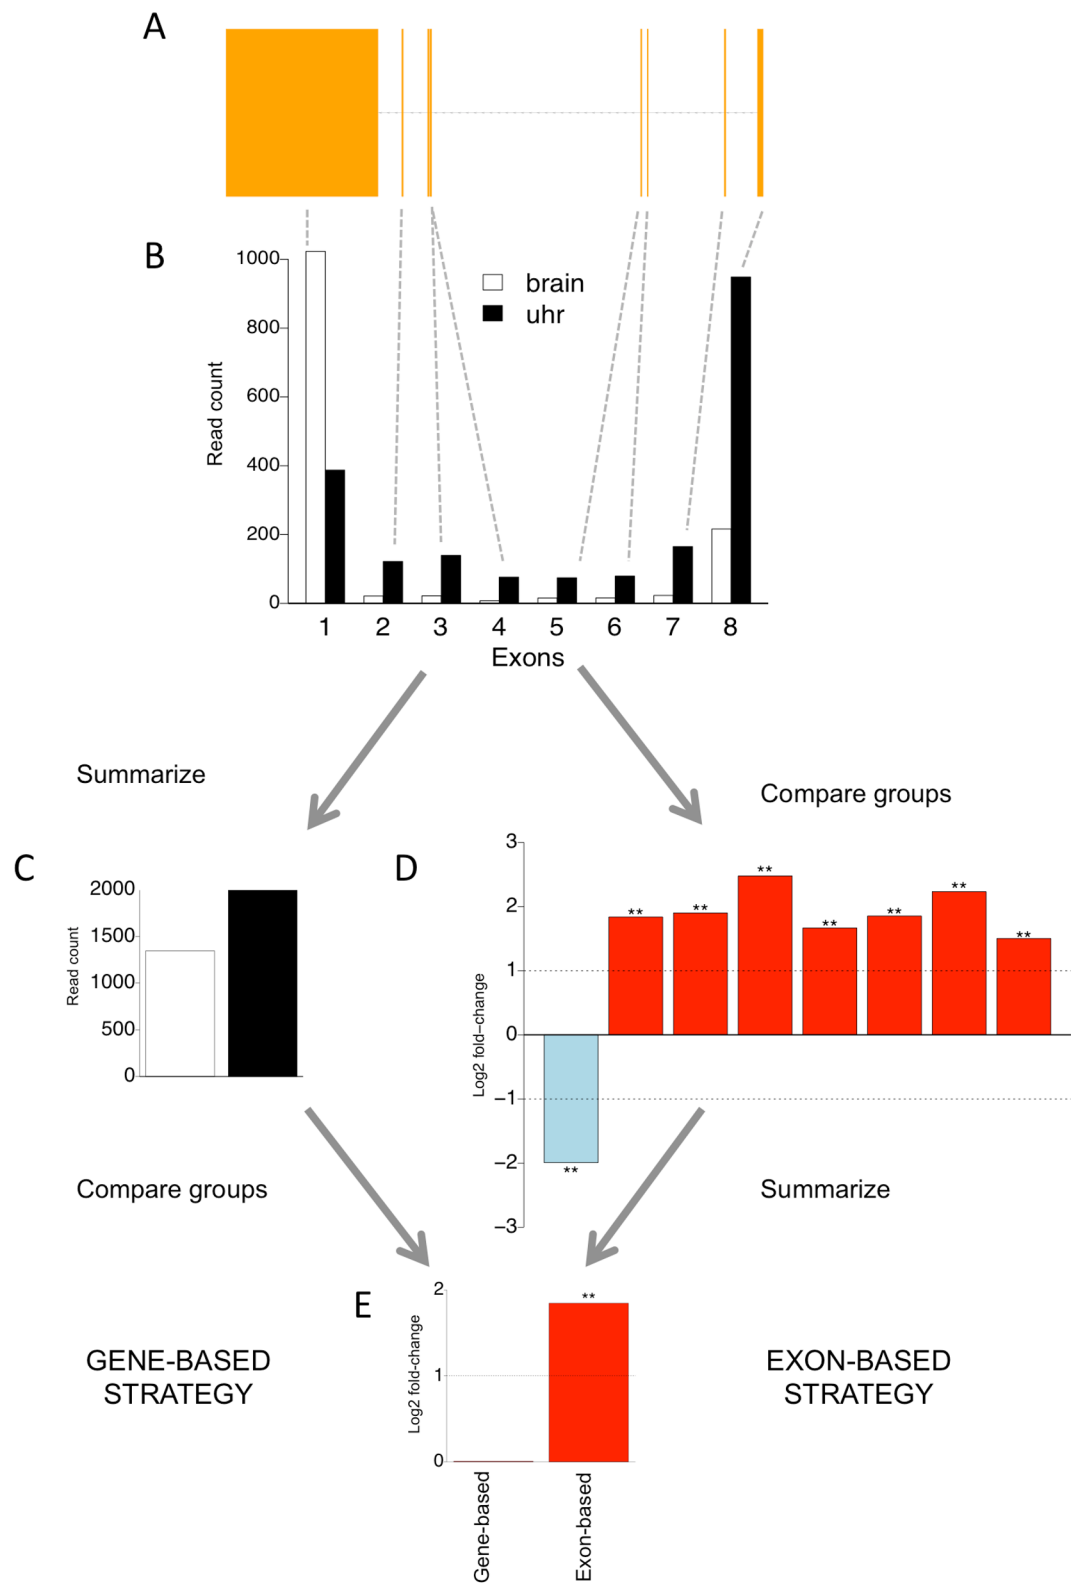 A
B
1000
800
600
400
200
0
Read count
brain
uhr
1 2 3 4 5 6 7 8
Exons
Summarize
Compare groups
C
2000
1500
1000
500
0
Read count
D
3
2
1
0
−1
−2
−3
Log2 fold−change
**
**
**
**
**
**
**
**
Compare groups
Summarize
E
2
1
0
Log2 fold-change
**
Gene-based
Exon-based
GENE-BASED
STRATEGY
EXON-BASED
STRATEGY